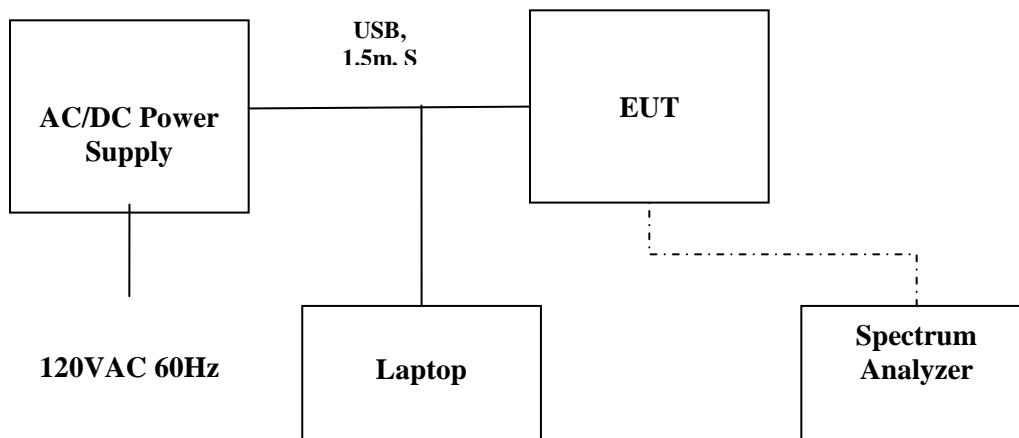 USB,
1.5m, S
AC/DC Power
Supply
EUT
120VAC 60Hz
Laptop
Spectrum
Analyzer